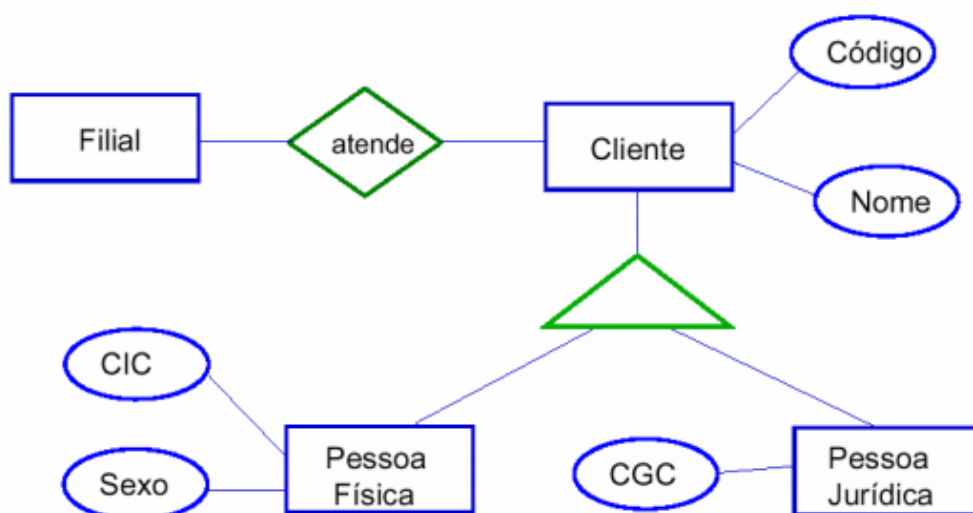 Código
Filial
atende
Cliente
Nome
CIC
Sexo
Pessoa
Física
CGC
Pessoa
Jurídica